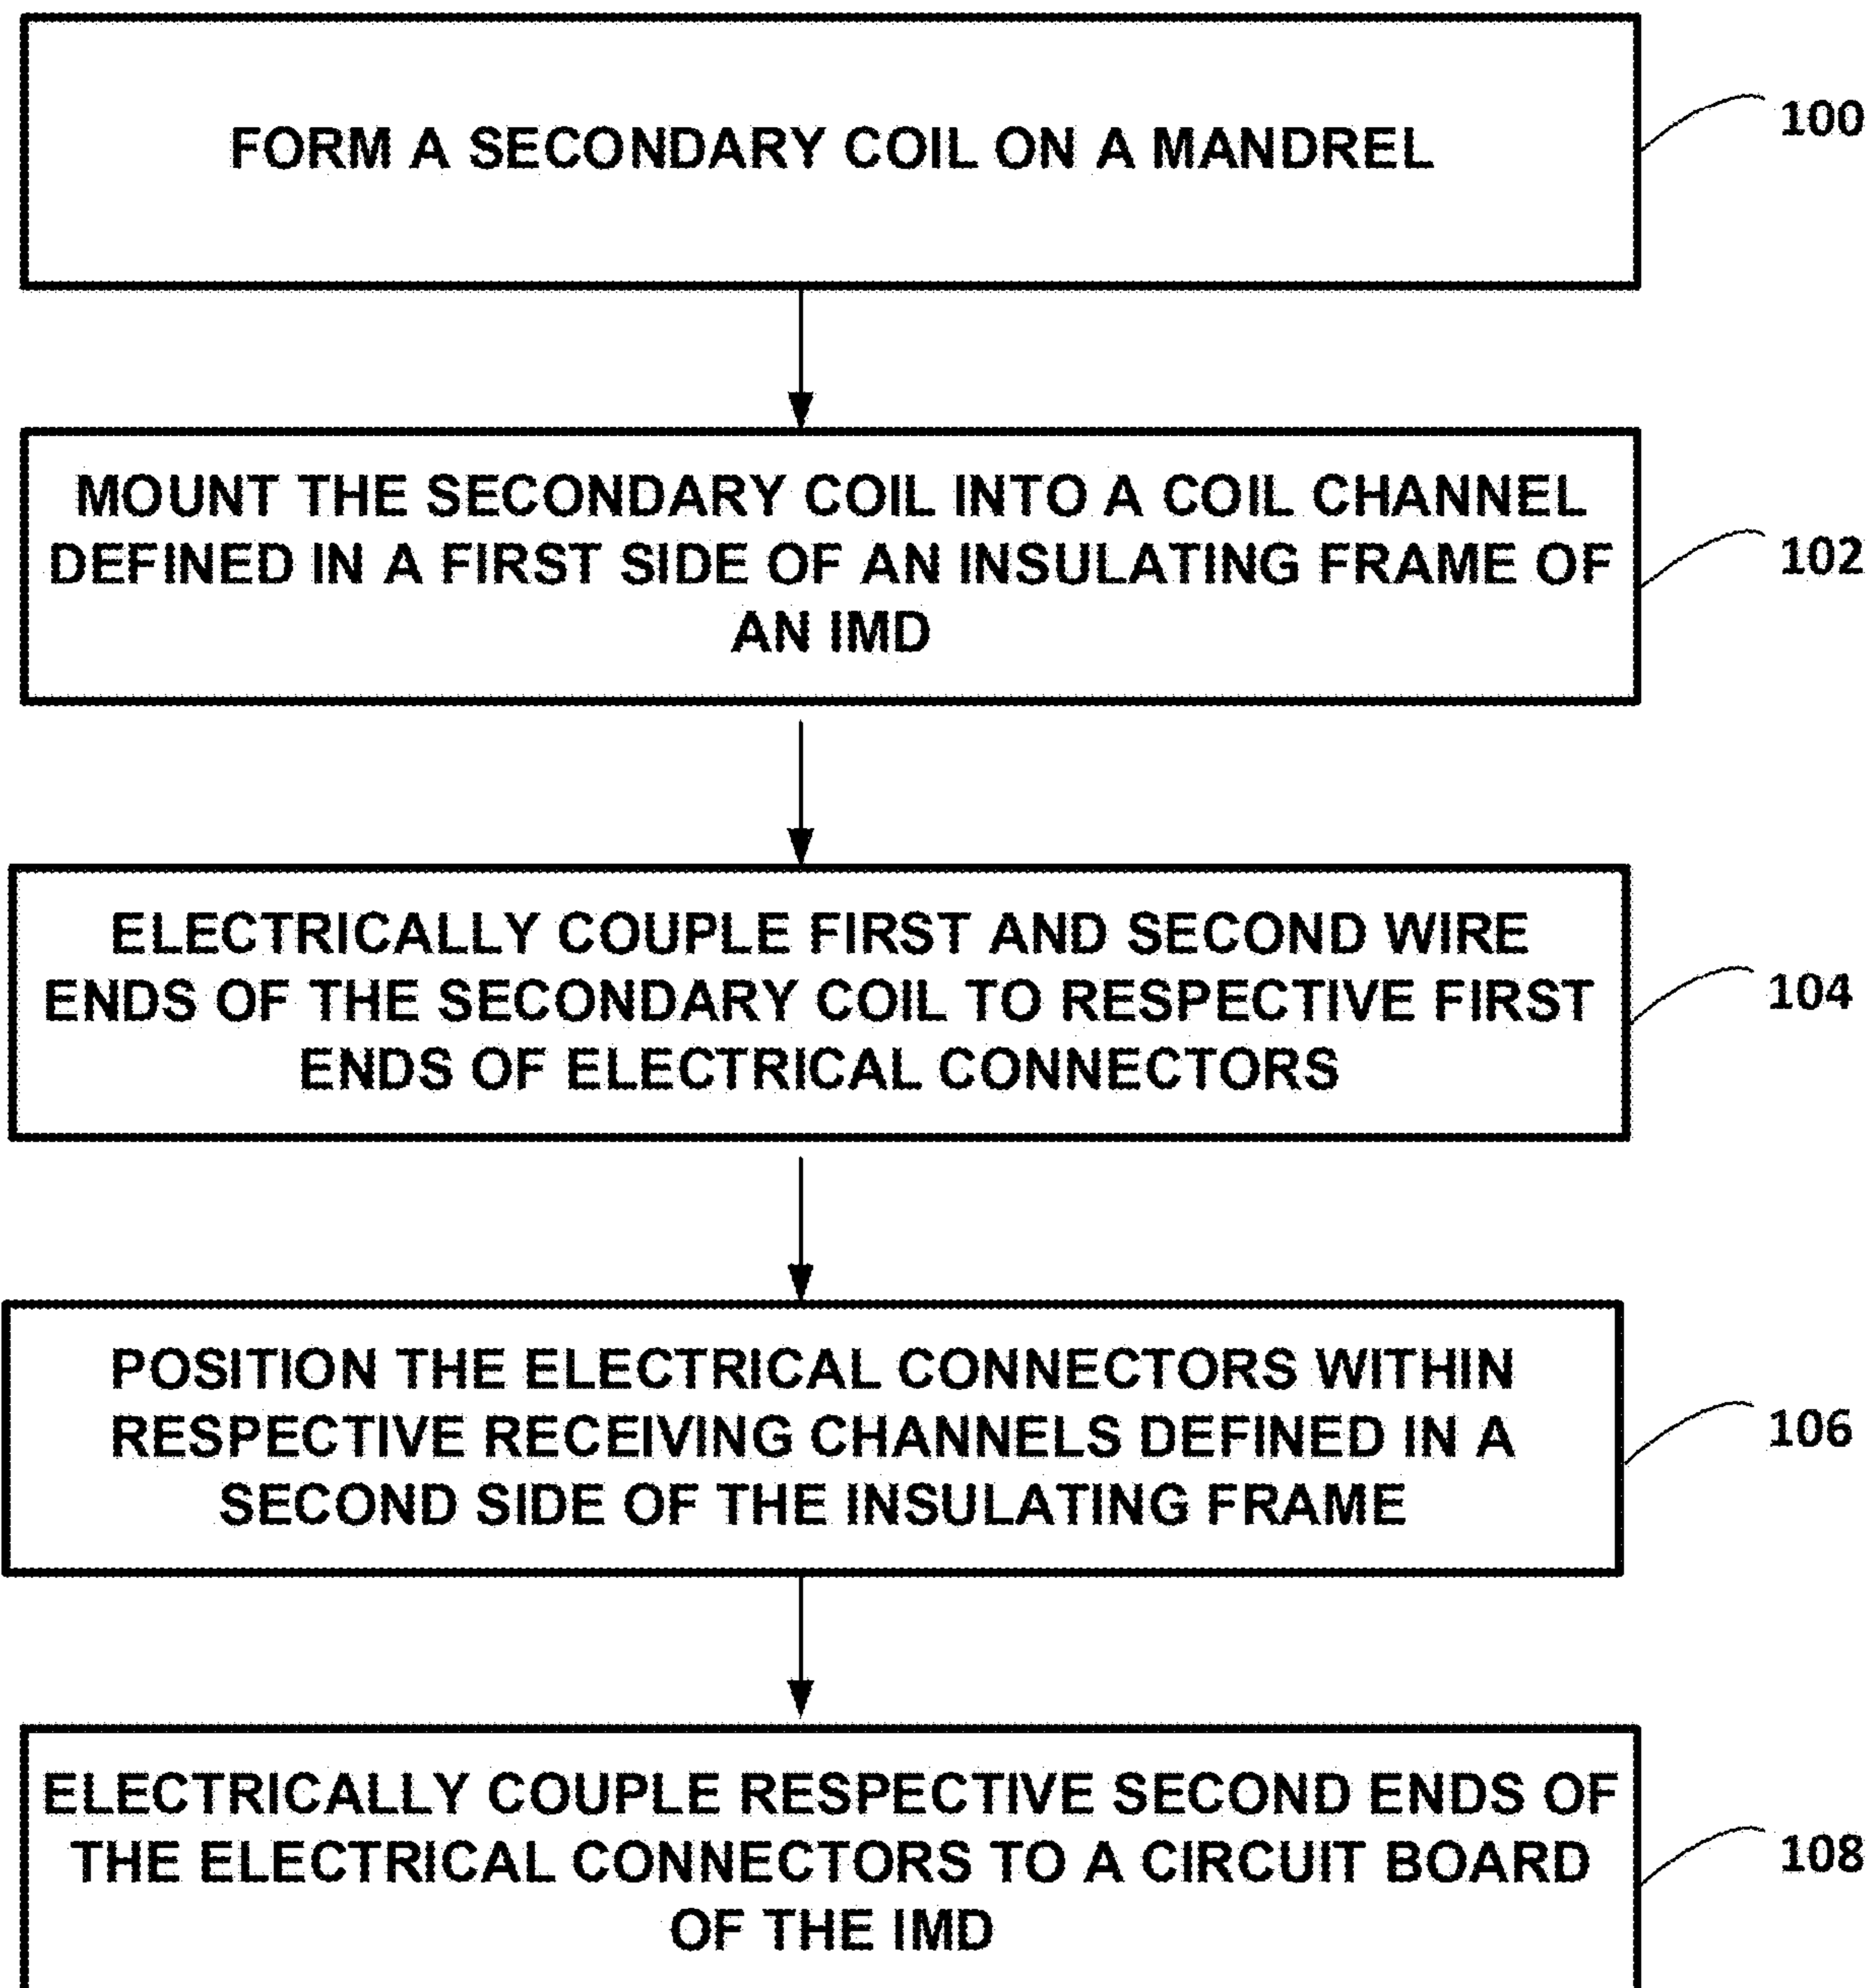 FORM A SECONDARY COIL ON A MANDREL
100
MOUNT THE SECONDARY COIL INTO A COIL CHANNEL
DEFINED IN A FIRST SIDE OF AN INSULATING FRAME OF
AN IMD
102
ELECTRICALLY COUPLE FIRST AND SECOND WIRE
ENDS OF THE SECONDARY COIL TO RESPECTIVE FIRST
ENDS OF ELECTRICAL CONNECTORS
104
POSITION THE ELECTRICAL CONNECTORS WITHIN
RESPECTIVE RECEIVING CHANNELS DEFINED IN A
SECOND SIDE OF THE INSULATING FRAME
106
ELECTRICALLY COUPLE RESPECTIVE SECOND ENDS OF
THE ELECTRICAL CONNECTORS TO A CIRCUIT BOARD
OF THE IMD
108